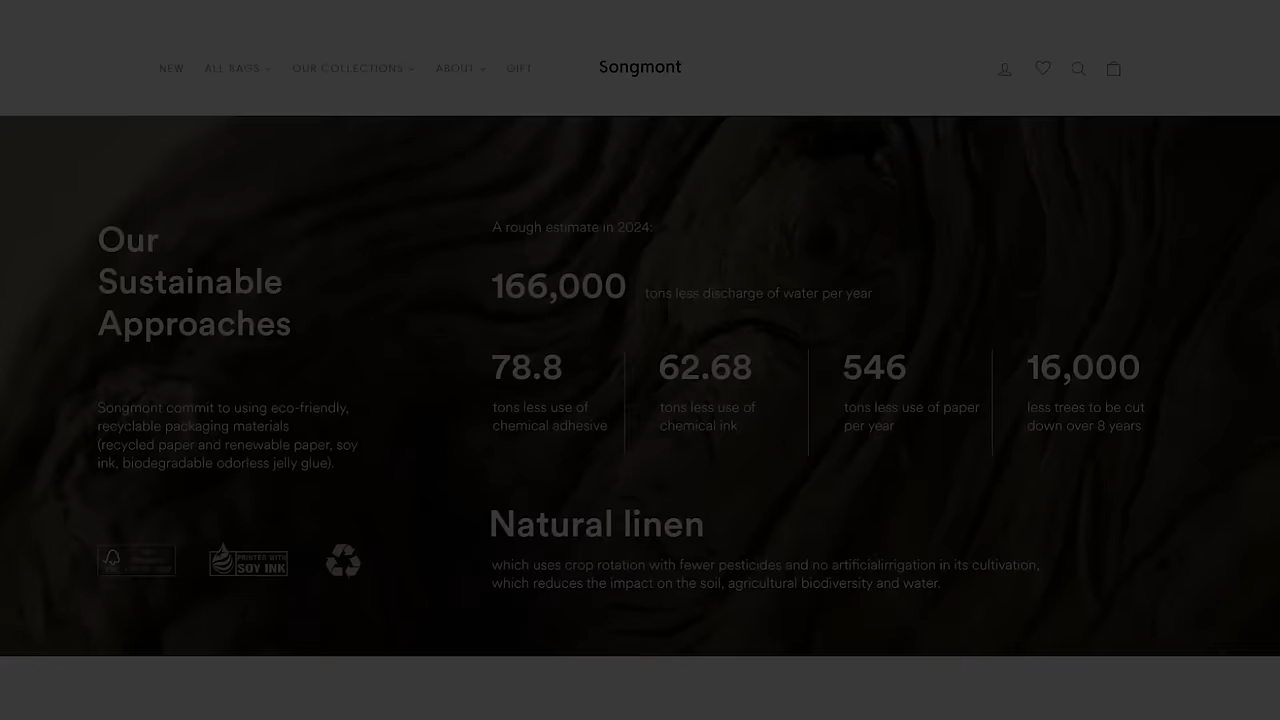 NEW ALL BAGS OUR COLLECTIONS ABOUT GIFT Songmont
Our
Sustainable
Approaches
Songmont commit to using eco-friendly,
recyclable packaging materials
(recycled paper and renewable paper, soy
ink, biodegradable odorless jelly glue).
FSC
PRINTED WITH
SOY INK
A rough estimate in 2024:
166,000 tons less discharge of water per year
78.8
tons less use of
chemical adhesive
62.68
tons less use of
chemical ink
546
tons less use of paper
per year
16,000
less trees to be cut
down over 8 years
Natural linen
which uses crop rotation with fewer pesticides and no artificialirrigation in its cultivation,
which reduces the impact on the soil, agricultural biodiversity and water.